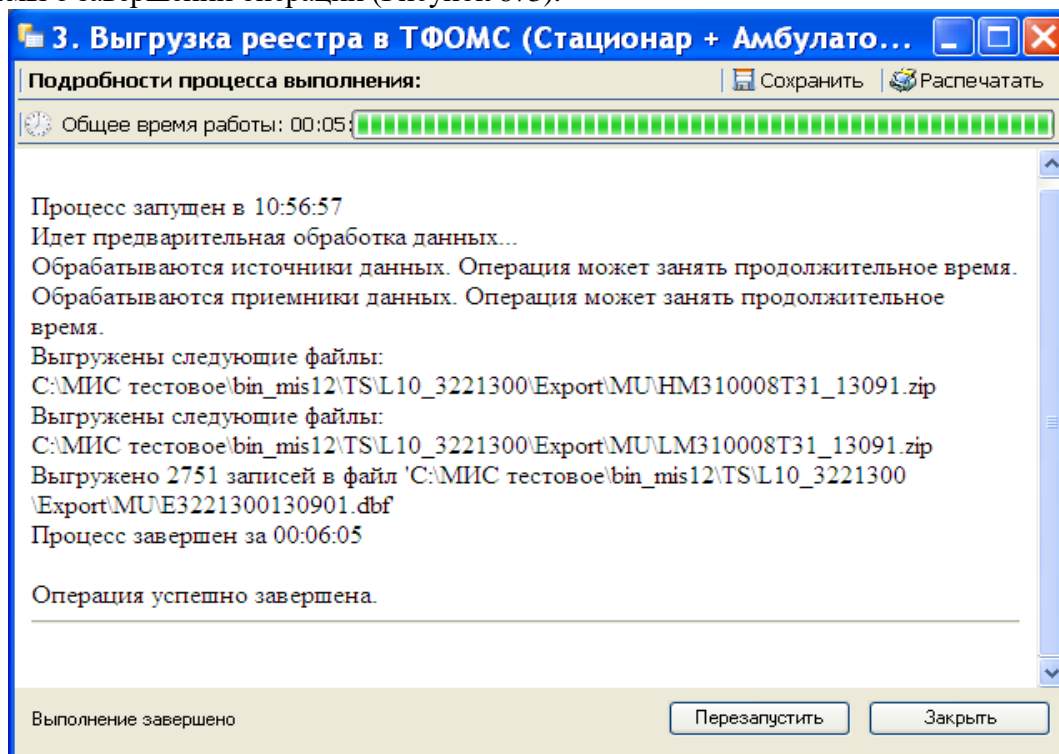 о завершении операции (Рисунок 673).
3. Выгрузка реестра в ТФОМС (Стационар + Амбулато...
Подробности процесса выполнения:
Сохранить
Распечатать
Общее время работы: 00:05:
Процесс запущен в 10:56:57
Идет предварительная обработка данных...
Обрабатываются источники данных. Операция может занять продолжительное время.
Обрабатываются приемники данных. Операция может занять продолжительное
время.
Выгружены следующие файлы:
C:\МИС тестовое\bin_mis12\TS\L10_3221300\Export\MU\HM310008T31_13091.zip
Выгружены следующие файлы:
C:\МИС тестовое\bin_mis12\TS\L10_3221300\Export\MU\LM310008T31_13091.zip
Выгружено 2751 записей в файл 'C:\МИС тестовое\bin_mis12\TS\L10_3221300
\Export\MU\E3221300130901.dbf'
Процесс завершен за 00:06:05
Операция успешно завершена.
Выполнение завершено
Перезапустить
Закрыть